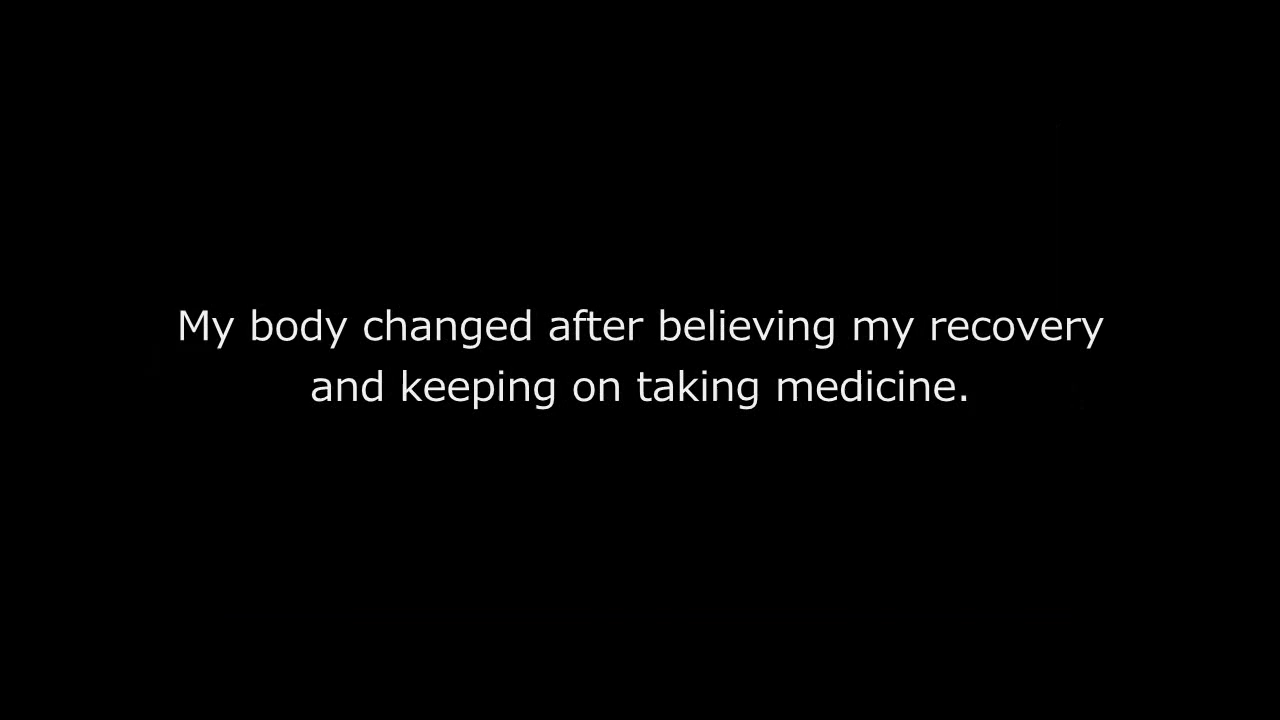 My body changed after believing my recovery
and keeping on taking medicine.